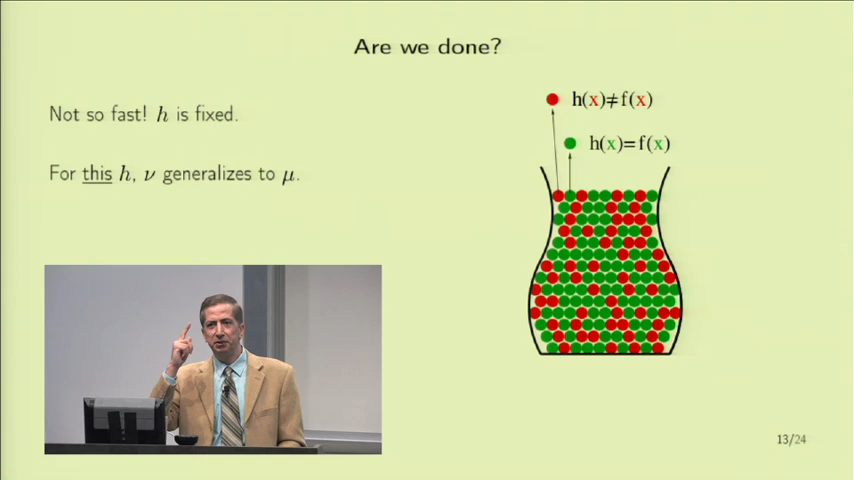 Are we done?
Not so fast! h is fixed.
For this h, ν generalizes to μ.
h(x)≠f(x)
h(x)=f(x)
13/24